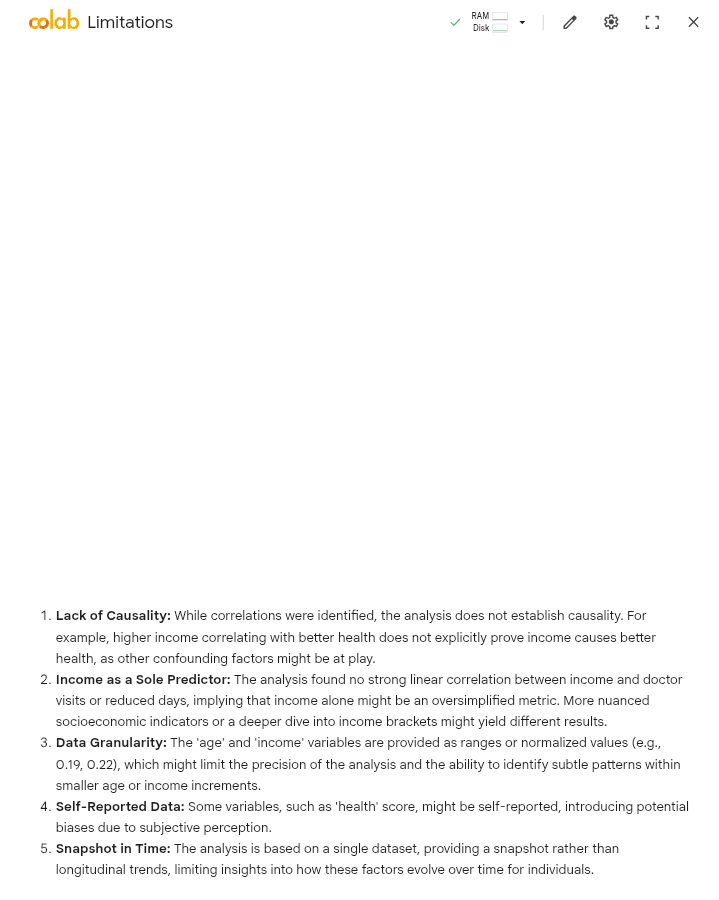 colab Limitations
RAM
Disk
1. Lack of Causality: While correlations were identified, the analysis does not establish causality. For
example, higher income correlating with better health does not explicitly prove income causes better
health, as other confounding factors might be at play.
2. Income as a Sole Predictor: The analysis found no strong linear correlation between income and doctor
visits or reduced days, implying that income alone might be an oversimplified metric. More nuanced
socioeconomic indicators or a deeper dive into income brackets might yield different results.
3. Data Granularity: The 'age' and 'income' variables are provided as ranges or normalized values (e.g.,
0.19, 0.22), which might limit the precision of the analysis and the ability to identify subtle patterns within
smaller age or income increments.
4. Self-Reported Data: Some variables, such as 'health' score, might be self-reported, introducing potential
biases due to subjective perception.
5. Snapshot in Time: The analysis is based on a single dataset, providing a snapshot rather than
longitudinal trends, limiting insights into how these factors evolve over time for individuals.